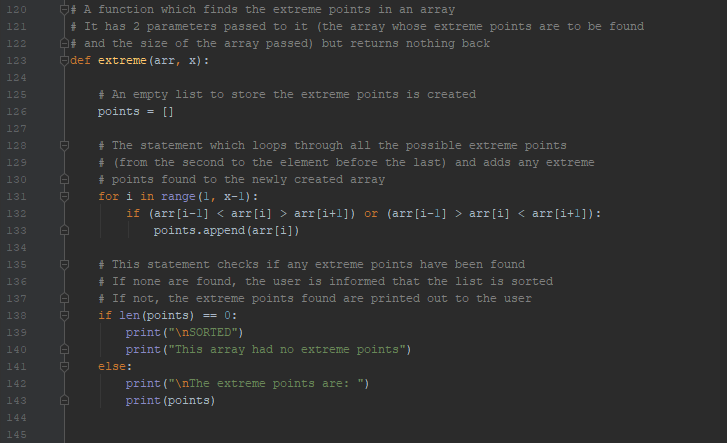 120 # A function which finds the extreme points in an array
121 # It has 2 parameters passed to it (the array whose extreme points are to be found
122 # and the size of the array passed) but returns nothing back
123 def extreme(arr, x):
124
125     # An empty list to store the extreme points is created
126     points = []
127
128     # The statement which loops through all the possible extreme points
129     # (from the second to the element before the last) and adds any extreme
130     # points found to the newly created array
131     for i in range(1, x-1):
132         if (arr[i-1] < arr[i] > arr[i+1]) or (arr[i-1] > arr[i] < arr[i+1]):
133             points.append(arr[i])
134
135     # This statement checks if any extreme points have been found
136     # If none are found, the user is informed that the list is sorted
137     # If not, the extreme points found are printed out to the user
138     if len(points) == 0:
139         print("\nSORTED")
140         print("This array had no extreme points")
141     else:
142         print("\nThe extreme points are: ")
143         print(points)
144
145